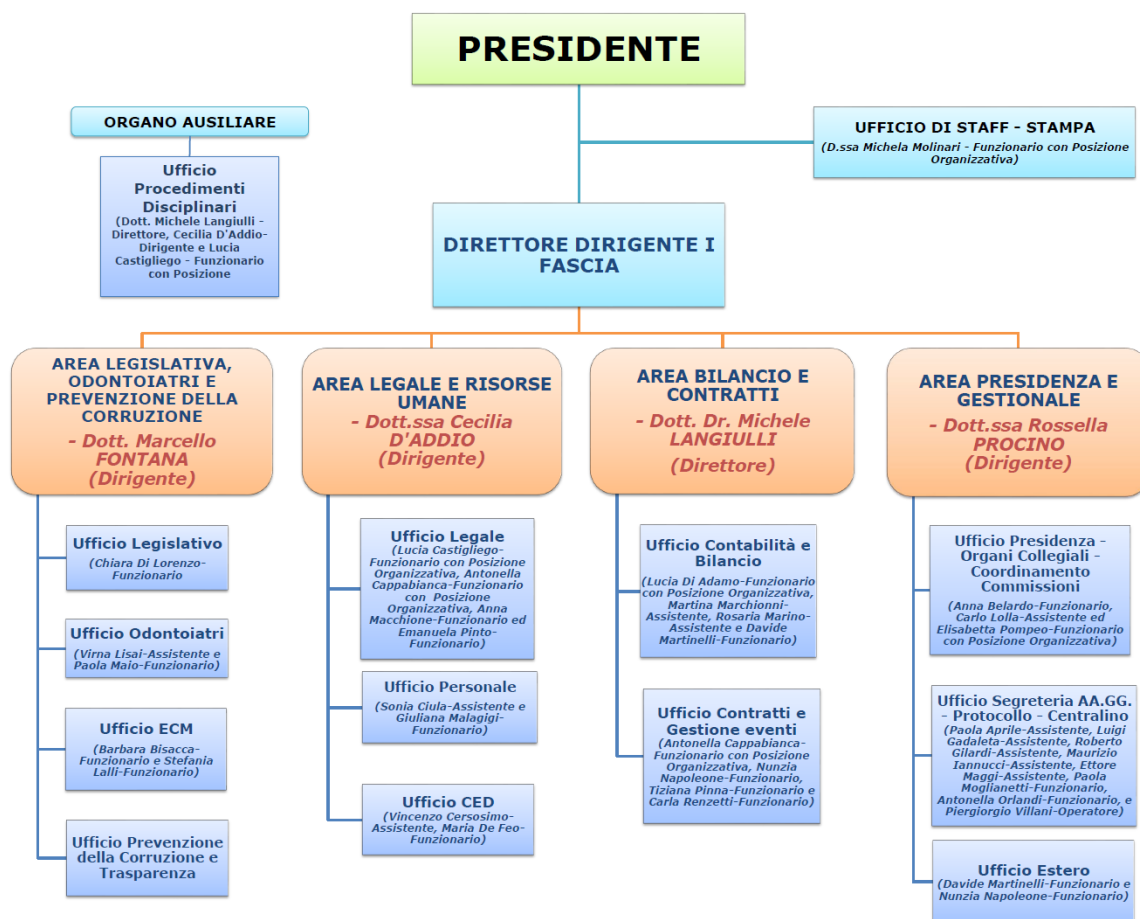 PRESIDENTE
ORGANO AUSILIARE
Ufficio
Procedimenti
Disciplinari
(Dott. Michele Langiulli –
Direttore, Cecilia D'Addio-
Dirigente e Lucia
Castigliego - Funzionario
con Posizione
UFFICIO DI STAFF - STAMPA
(D.ssa Michela Molinari - Funzionario con Posizione
Organizzativa)
DIRETTORE DIRIGENTE I
FASCIA
AREA LEGISLATIVA,
ODONTOIATRI E
PREVENZIONE DELLA
CORRUZIONE
- Dott. Marcello
FONTANA
(Dirigente)
Ufficio Legislativo
(Chiara Di Lorenzo-
Funzionario
Ufficio Odontoiatri
(Virna Lisai-Assistente e
Paola Maio-Funzionario)
Ufficio ECM
(Barbara Bisacca-
Funzionario e Stefania
Lalli-Funzionario)
Ufficio Prevenzione
della Corruzione e
Trasparenza
AREA LEGALE E RISORSE
UMANE
- Dott.ssa Cecilia
D'ADDIO
(Dirigente)
Ufficio Legale
(Lucia Castigliego-
Funzionario con Posizione
Organizzativa, Antonella
Cappabianca-Funzionario
con Posizione
Organizzativa, Anna
Macchione-Funzionario ed
Emanuela Pinto-
Funzionario)
Ufficio Personale
(Sonia Ciula-Assistente e
Giuliana Malagigi-
Funzionario)
Ufficio CED
(Vincenzo Cersosimo-
Assistente, Maria De Feo-
Funzionario)
AREA BILANCIO E
CONTRATTI
- Dott. Dr. Michele
LANGIULLI
(Direttore)
Ufficio Contabilità e
Bilancio
(Lucia Di Adamo-Funzionario
con Posizione Organizzativa,
Martina Marchionni-
Assistente, Rosaria Marino-
Assistente e Davide
Martinelli-Funzionario)
Ufficio Contratti e
Gestione eventi
(Antonella Cappabianca-
Funzionario con Posizione
Organizzativa, Nunzia
Napoleone-Funzionario,
Tiziana Pinna-Funzionario e
Carla Renzetti-Funzionario)
AREA PRESIDENZA E
GESTIONALE
- Dott.ssa Rossella
PROCINO
(Dirigente)
Ufficio Presidenza –
Organi Collegiali –
Coordinamento
Commissioni
(Anna Belardo-Funzionario,
Carlo Lolla-Assistente ed
Elisabetta Pompeo-Funzionario
con Posizione Organizzativa)
Ufficio Segreteria AA.GG.
– Protocollo – Centralino
(Paola Aprile-Assistente, Luigi
Gadaleta-Assistente, Roberto
Gilardi-Assistente, Maurizio
Iannucci-Assistente, Ettore
Maggi-Assistente, Paola
Moglianetti-Funzionario,
Antonella Orlandi-Funzionario, e
Piergiorgio Villani-Operatore)
Ufficio Estero
(Davide Martinelli-Funzionario e
Nunzia Napoleone-Funzionario)